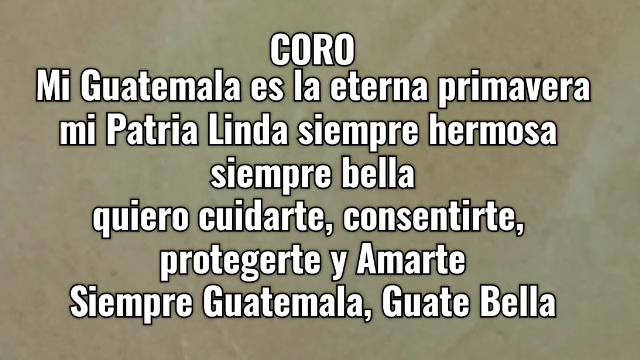 CORO
Mi Guatemala es la eterna primavera
mi Patria Linda siempre hermosa
siempre bella
quiero cuidarte, consentirte,
protegerte y Amarte
Siempre Guatemala, Guate Bella